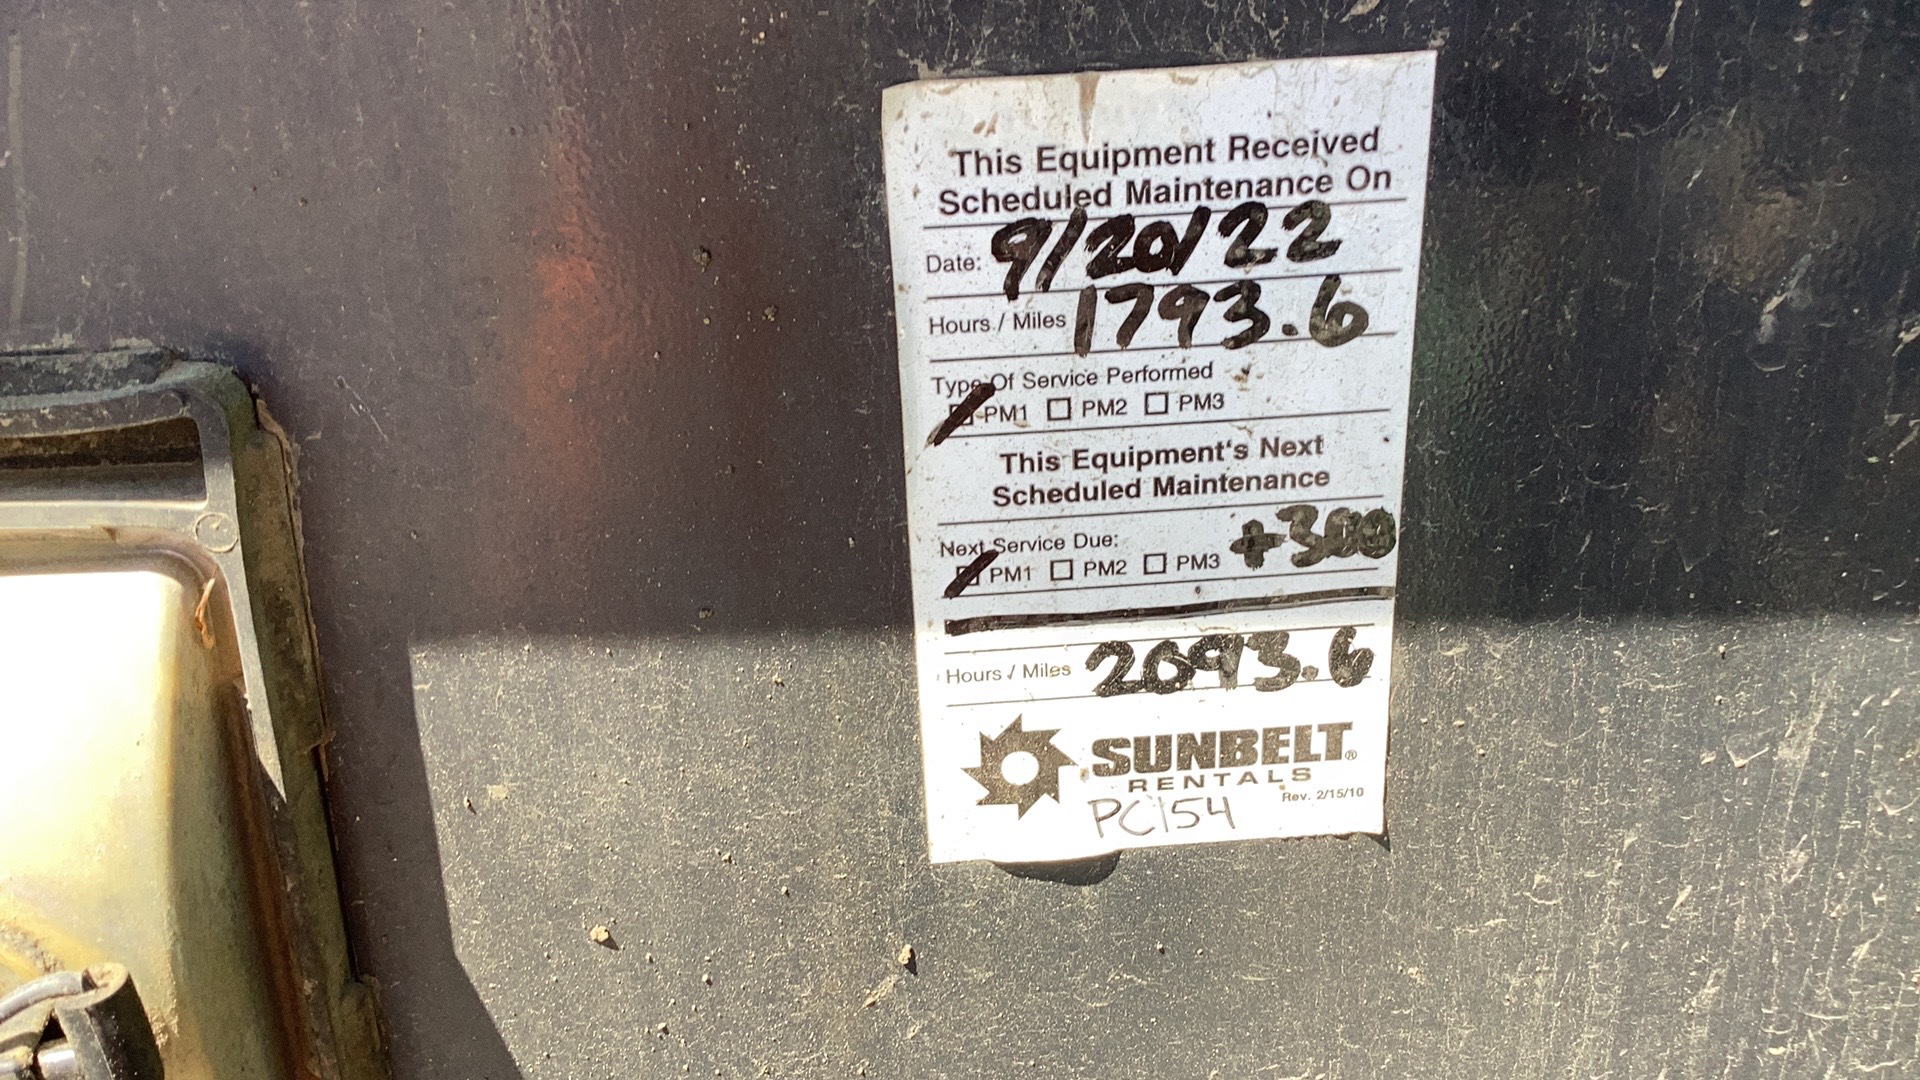 This Equipment Received
Scheduled Maintenance On
Date: 9/20/22
Hours / Miles 1793.6
Type Of Service Performed
PM1 PM2 PM3
This Equipment's Next
Scheduled Maintenance
Next Service Due:
PM1 PM2 PM3 +300
Hours / Miles 2093.6
SUNBELT®
RENTALS
Rev. 2/15/10
PC154